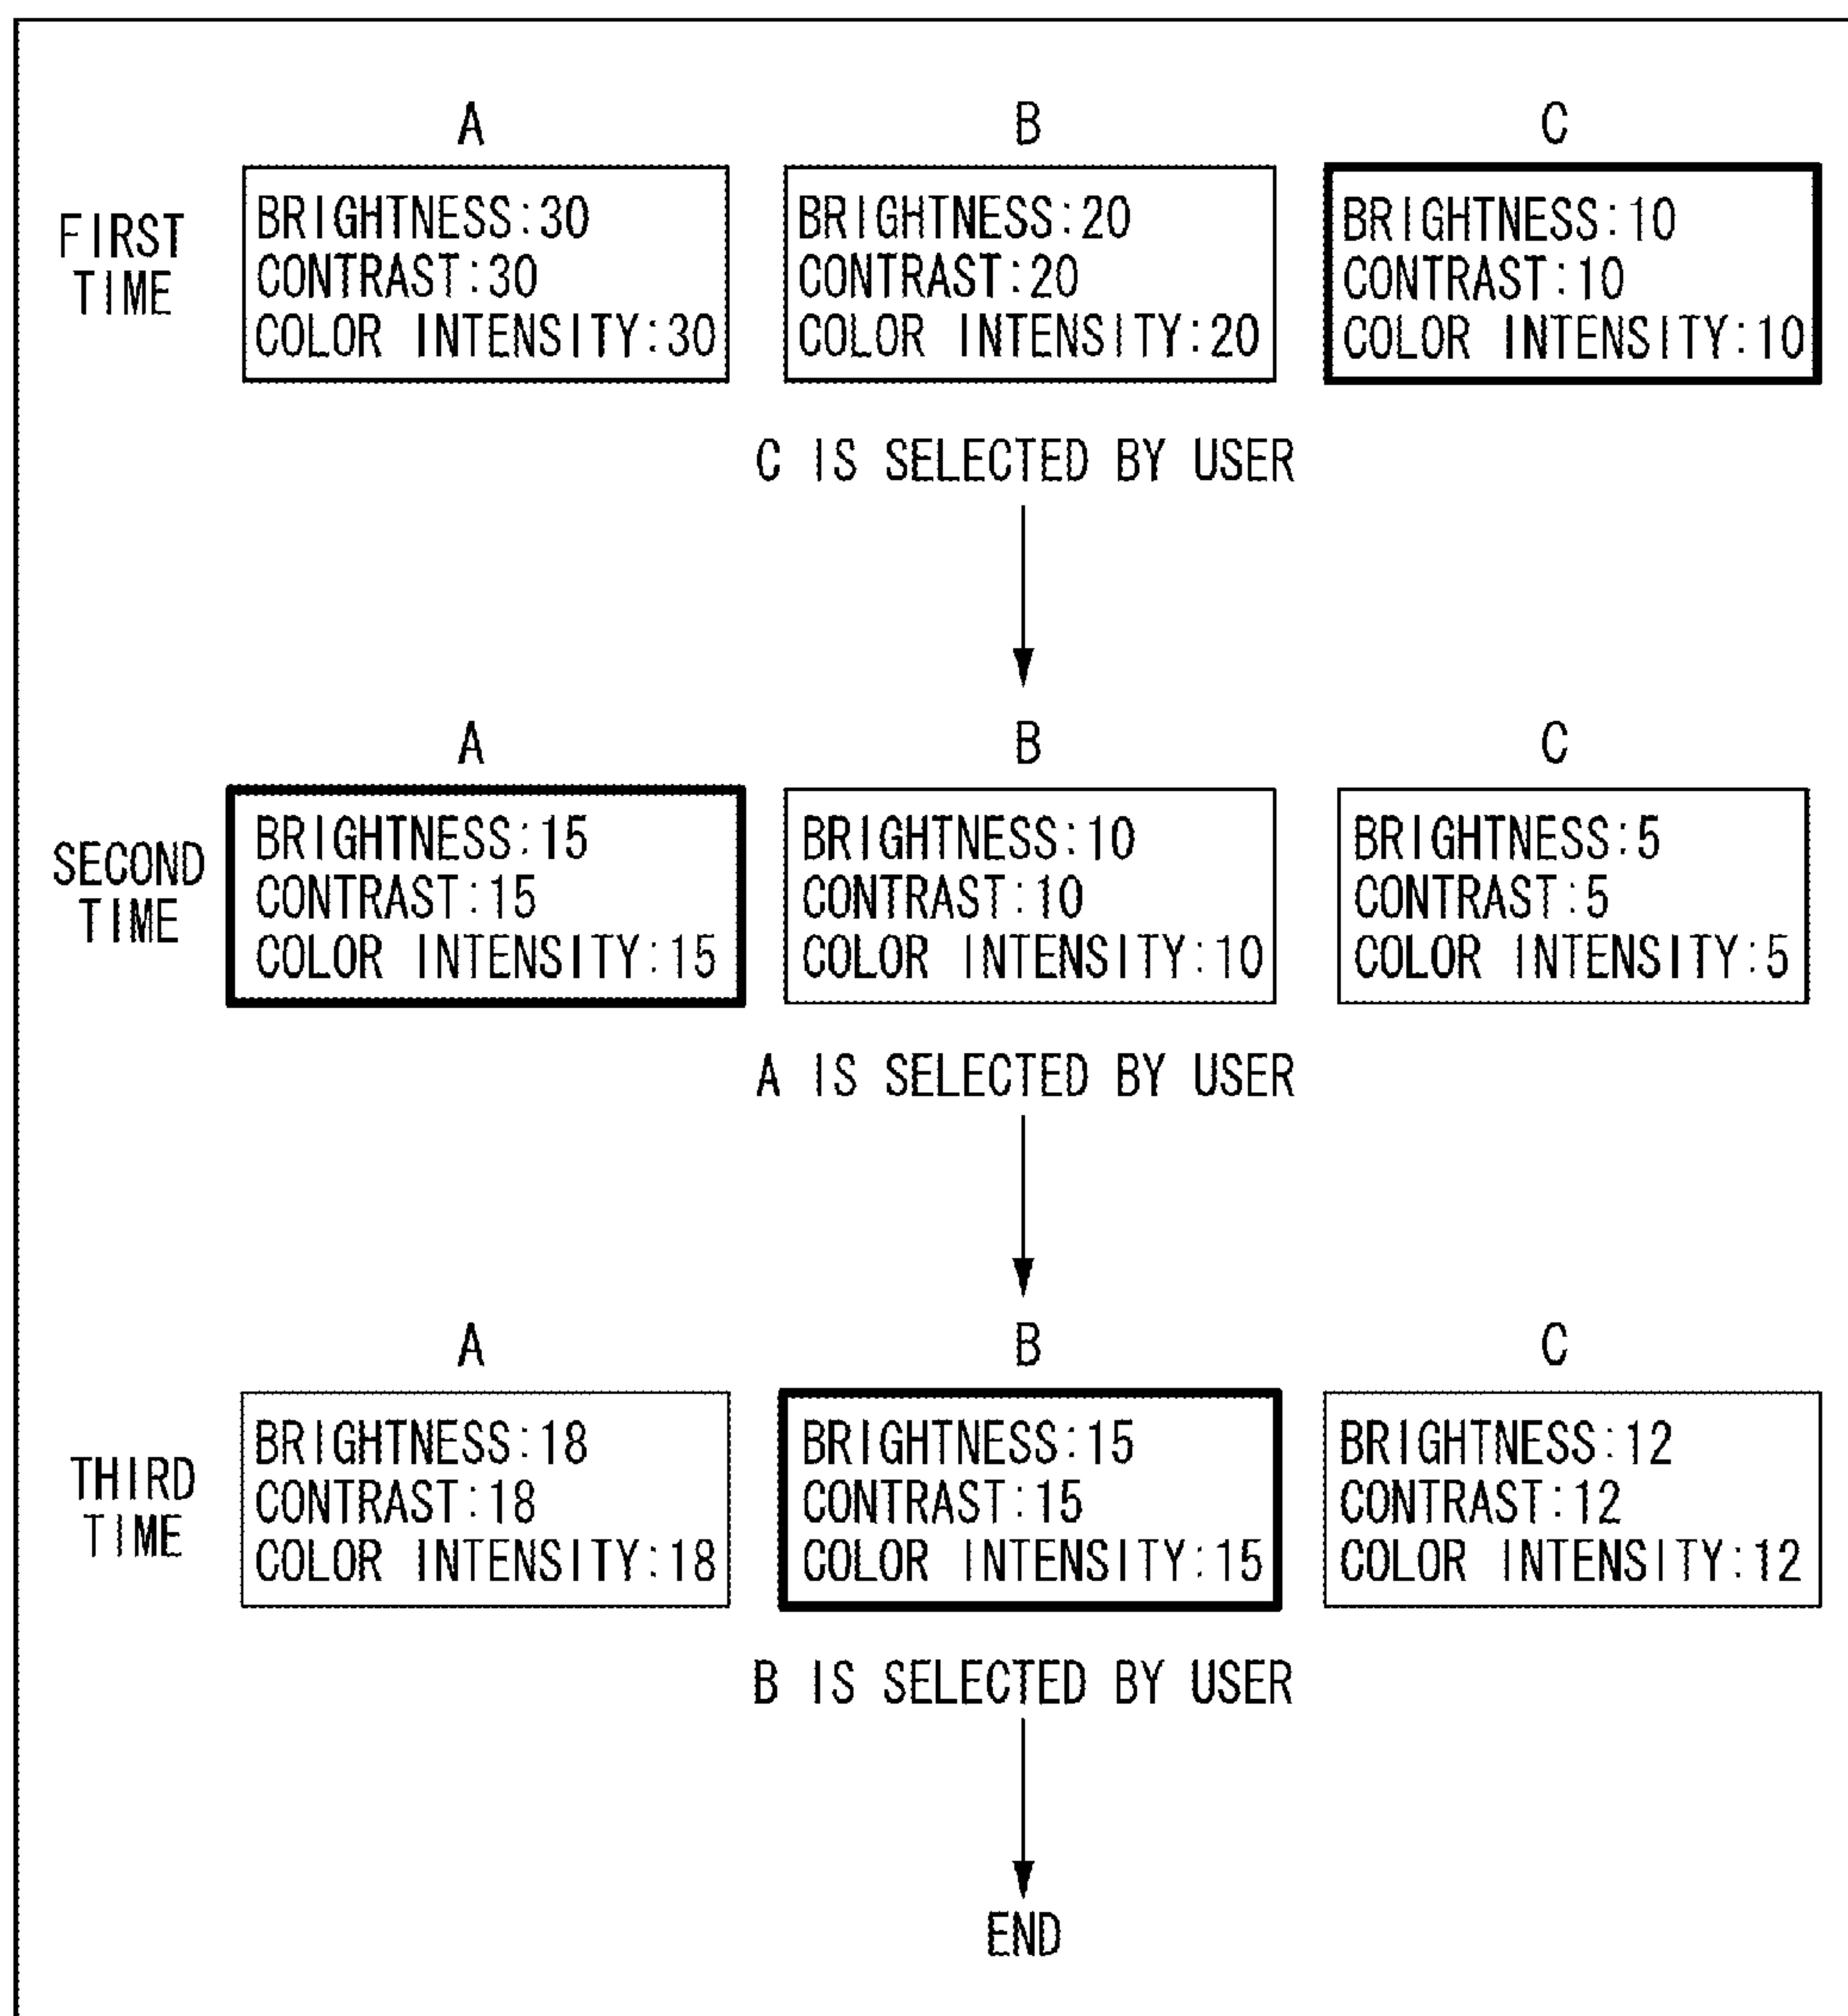 A B C
FIRST
TIME
BRIGHTNESS:30
CONTRAST:30
COLOR INTENSITY:30
BRIGHTNESS:20
CONTRAST:20
COLOR INTENSITY:20
BRIGHTNESS:10
CONTRAST:10
COLOR INTENSITY:10
C IS SELECTED BY USER
A B C
SECOND
TIME
BRIGHTNESS:15
CONTRAST:15
COLOR INTENSITY:15
BRIGHTNESS:10
CONTRAST:10
COLOR INTENSITY:10
BRIGHTNESS:5
CONTRAST:5
COLOR INTENSITY:5
A IS SELECTED BY USER
A B C
THIRD
TIME
BRIGHTNESS:18
CONTRAST:18
COLOR INTENSITY:18
BRIGHTNESS:15
CONTRAST:15
COLOR INTENSITY:15
BRIGHTNESS:12
CONTRAST:12
COLOR INTENSITY:12
B IS SELECTED BY USER
END